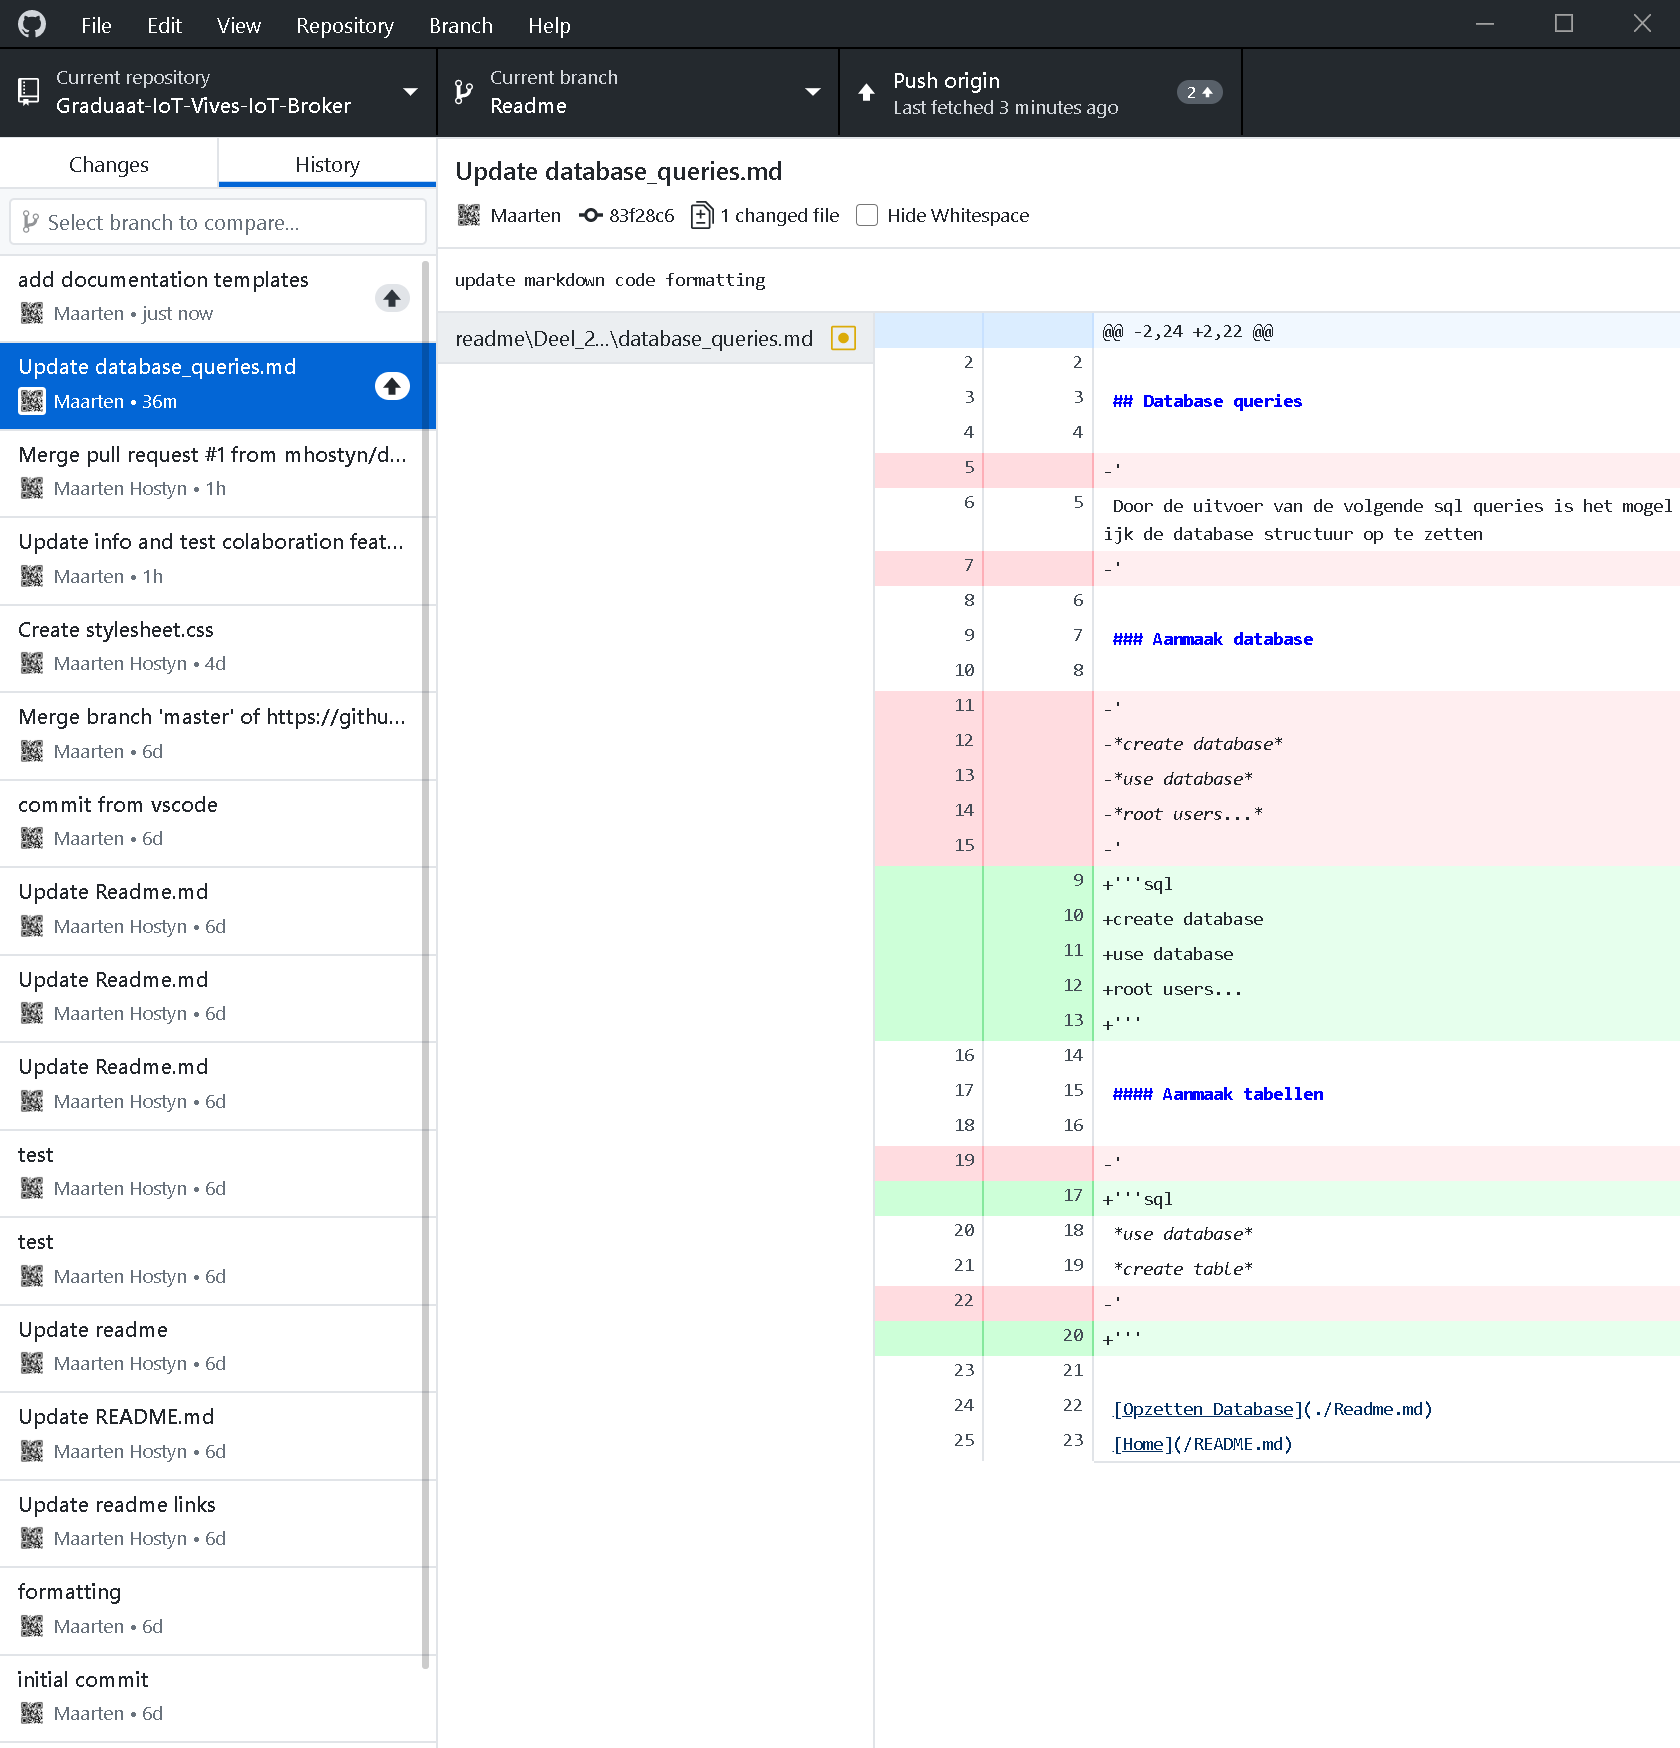 File Edit View Repository Branch Help
Current repository
Graduaat-IoT-Vives-IoT-Broker
Current branch
Readme
Push origin
Last fetched 3 minutes ago
2
Changes History
Select branch to compare...
add documentation templates
Maarten • just now
Update database_queries.md
Maarten • 36m
Merge pull request #1 from mhostyn/d...
Maarten Hostyn • 1h
Update info and test colaboration feat...
Maarten • 1h
Create stylesheet.css
Maarten Hostyn • 4d
Merge branch 'master' of https://githu...
Maarten • 6d
commit from vscode
Maarten • 6d
Update Readme.md
Maarten Hostyn • 6d
Update Readme.md
Maarten Hostyn • 6d
Update Readme.md
Maarten Hostyn • 6d
test
Maarten Hostyn • 6d
test
Maarten Hostyn • 6d
Update readme
Maarten Hostyn • 6d
Update README.md
Maarten Hostyn • 6d
Update readme links
Maarten Hostyn • 6d
formatting
Maarten • 6d
initial commit
Maarten • 6d
Update database_queries.md
Maarten 83f28c6 1 changed file Hide Whitespace
update markdown code formatting
readme\Deel_2...\database_queries.md
@@ -2,24 +2,22 @@
2 2
3 3 ## Database queries
4 4
5 -'
6 5 Door de uitvoer van de volgende sql queries is het mogel
ijk de database structuur op te zetten
7 -'
8 6
9 7 ### Aanmaak database
10 8
11 -'
12 -*create database*
13 -*use database*
14 -*root users...*
15 -'
9 +'''sql
10 +create database
11 +use database
12 +root users...
13 +'''
16 14
17 15 #### Aanmaak tabellen
18 16
19 -'
17 +'''sql
20 18 *use database*
21 19 *create table*
22 -'
20 +'''
23 21
24 22 [Opzetten Database](./Readme.md)
25 23 [Home](/README.md)